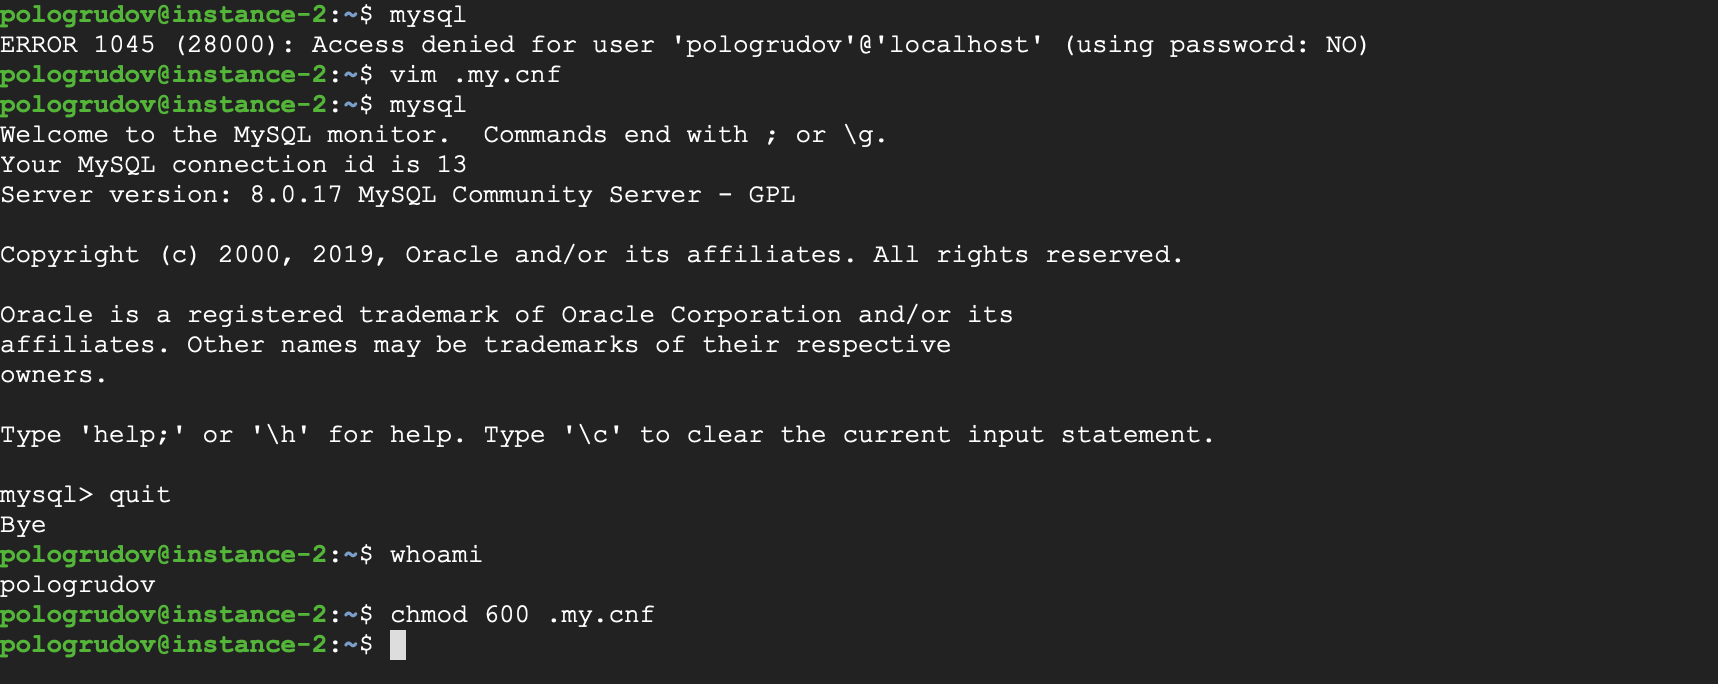 pologrudov@instance-2:~$ mysql
ERROR 1045 (28000): Access denied for user 'pologrudov'@'localhost' (using password: NO)
pologrudov@instance-2:~$ vim .my.cnf
pologrudov@instance-2:~$ mysql
Welcome to the MySQL monitor.  Commands end with ; or \g.
Your MySQL connection id is 13
Server version: 8.0.17 MySQL Community Server - GPL

Copyright (c) 2000, 2019, Oracle and/or its affiliates. All rights reserved.

Oracle is a registered trademark of Oracle Corporation and/or its
affiliates. Other names may be trademarks of their respective
owners.

Type 'help;' or '\h' for help. Type '\c' to clear the current input statement.

mysql> quit
Bye
pologrudov@instance-2:~$ whoami
pologrudov
pologrudov@instance-2:~$ chmod 600 .my.cnf
pologrudov@instance-2:~$